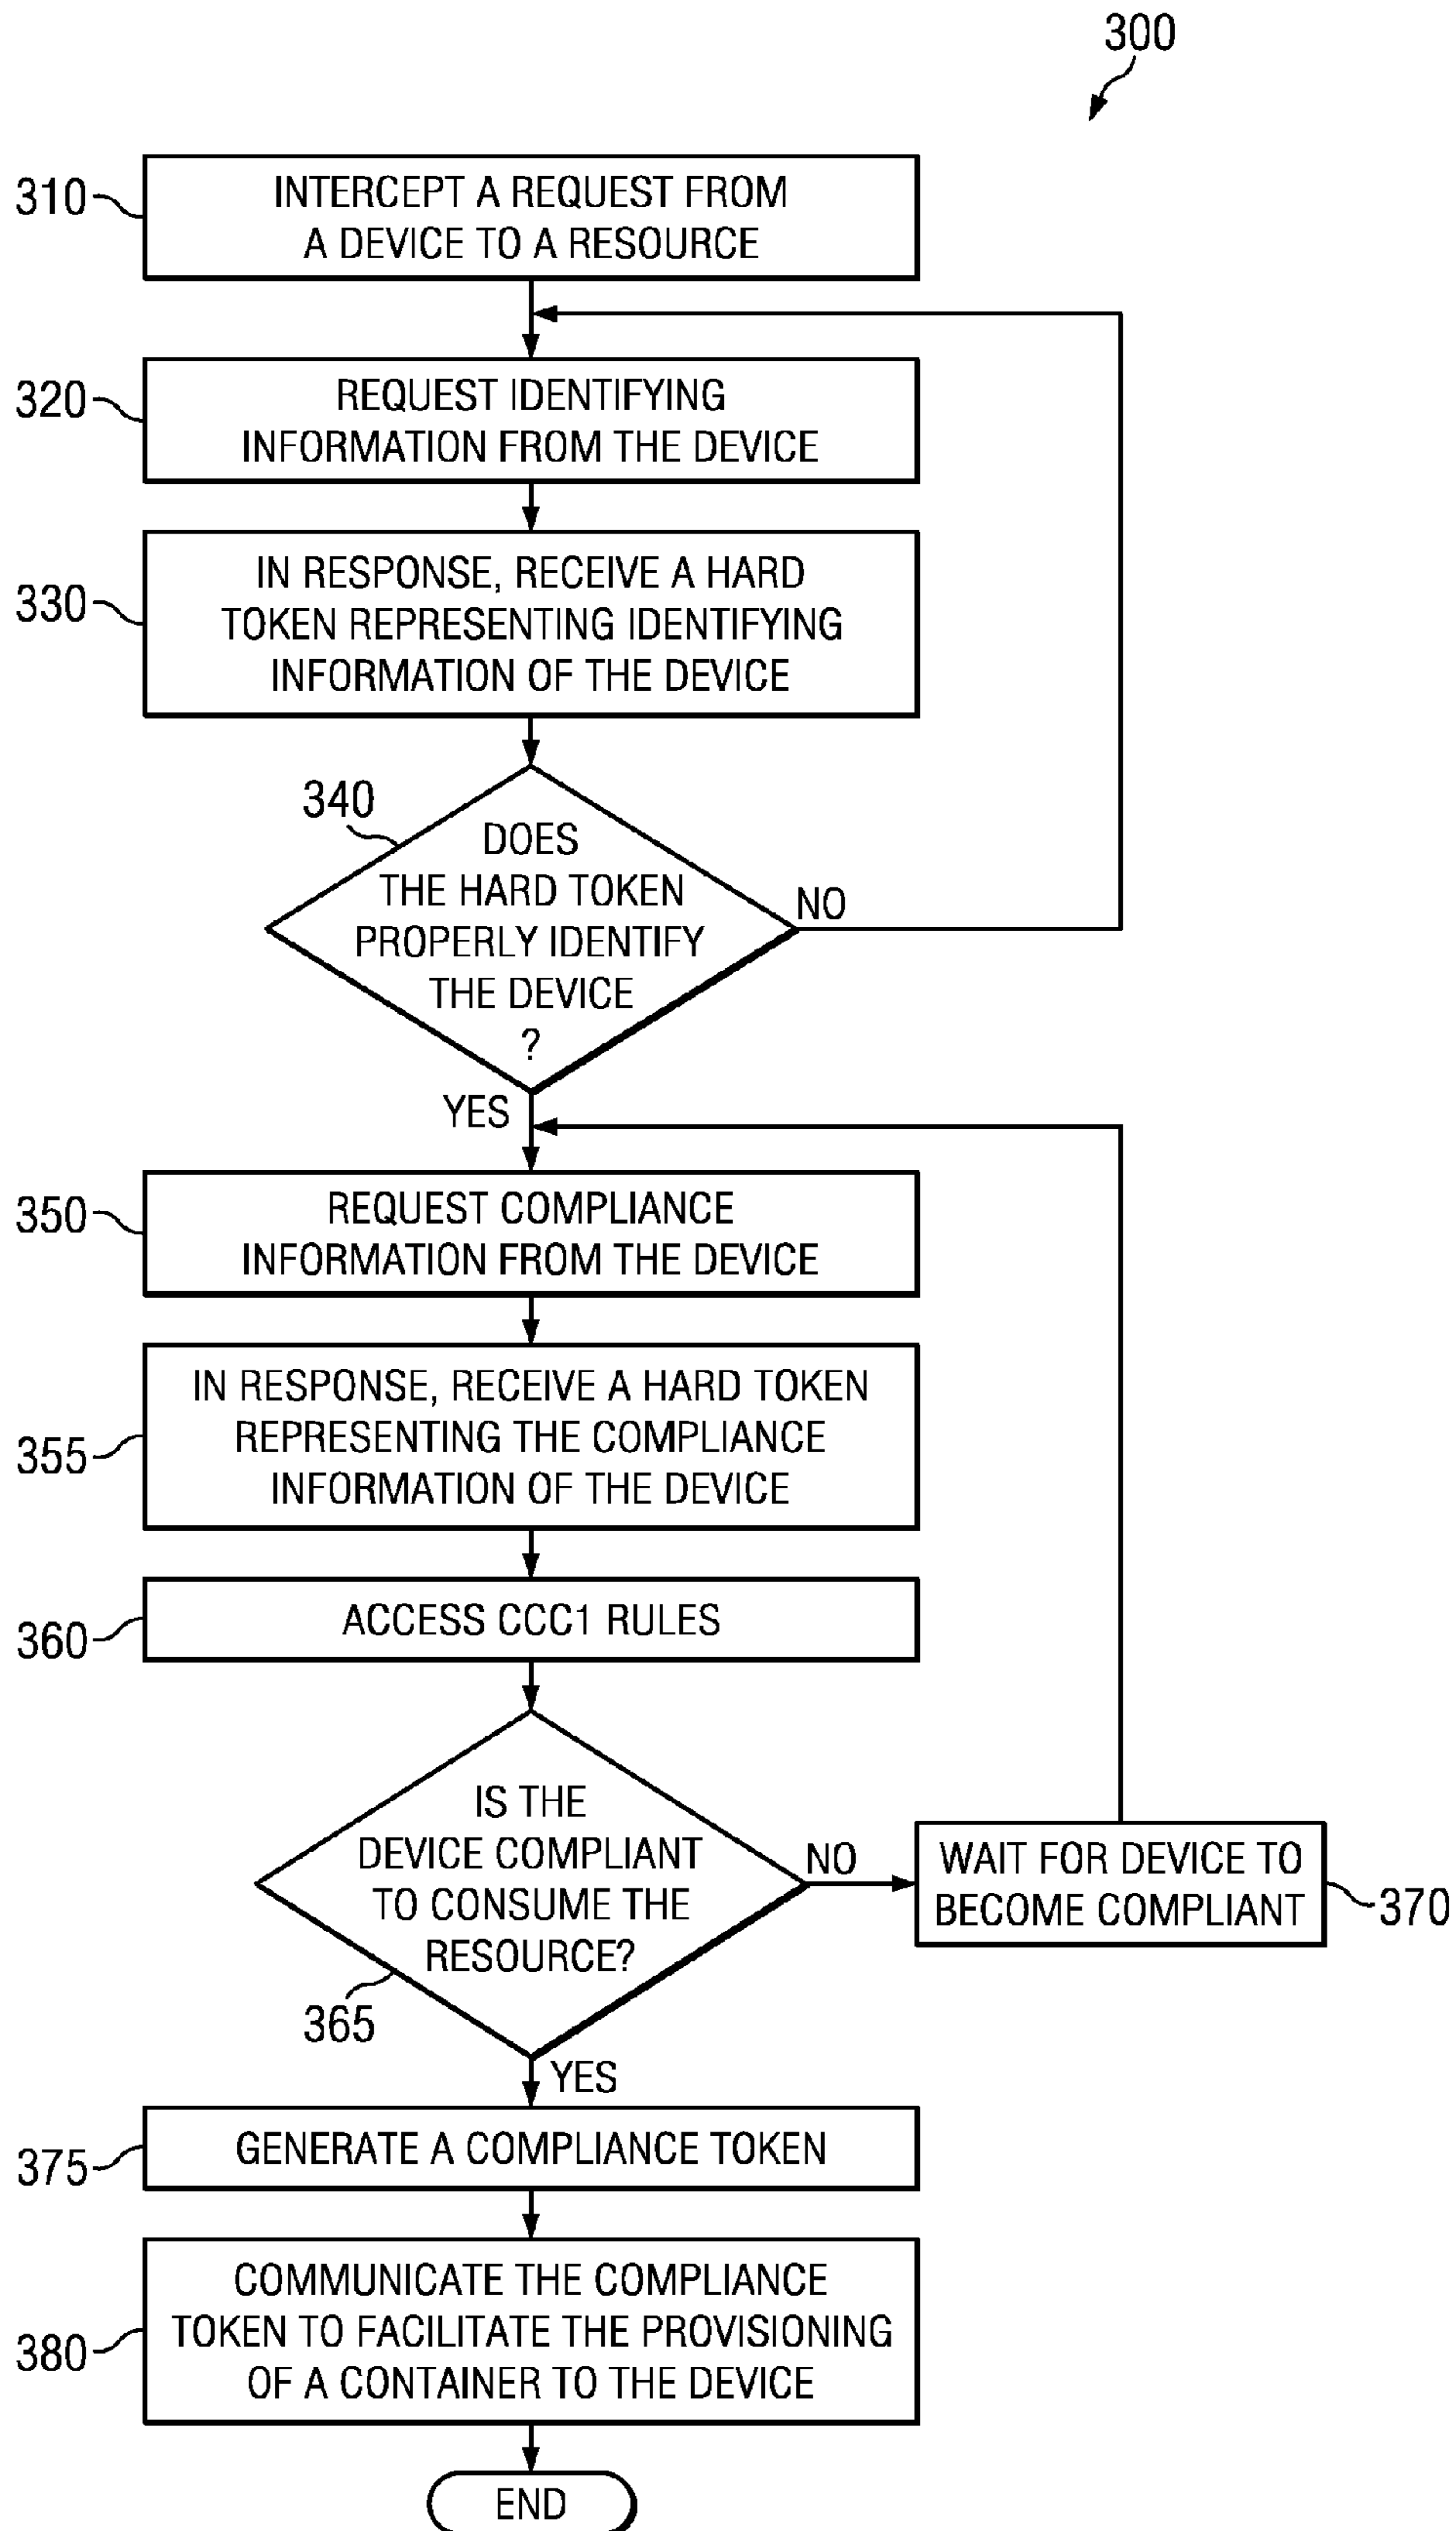 300
310
INTERCEPT A REQUEST FROM
A DEVICE TO A RESOURCE
320
REQUEST IDENTIFYING
INFORMATION FROM THE DEVICE
330
IN RESPONSE, RECEIVE A HARD
TOKEN REPRESENTING IDENTIFYING
INFORMATION OF THE DEVICE
340
DOES
THE HARD TOKEN
PROPERLY IDENTIFY
THE DEVICE
?
NO
YES
350
REQUEST COMPLIANCE
INFORMATION FROM THE DEVICE
355
IN RESPONSE, RECEIVE A HARD TOKEN
REPRESENTING THE COMPLIANCE
INFORMATION OF THE DEVICE
360
ACCESS CCC1 RULES
IS THE
DEVICE COMPLIANT
TO CONSUME THE
RESOURCE?
365
NO
WAIT FOR DEVICE TO
BECOME COMPLIANT
370
YES
375
GENERATE A COMPLIANCE TOKEN
380
COMMUNICATE THE COMPLIANCE
TOKEN TO FACILITATE THE PROVISIONING
OF A CONTAINER TO THE DEVICE
END